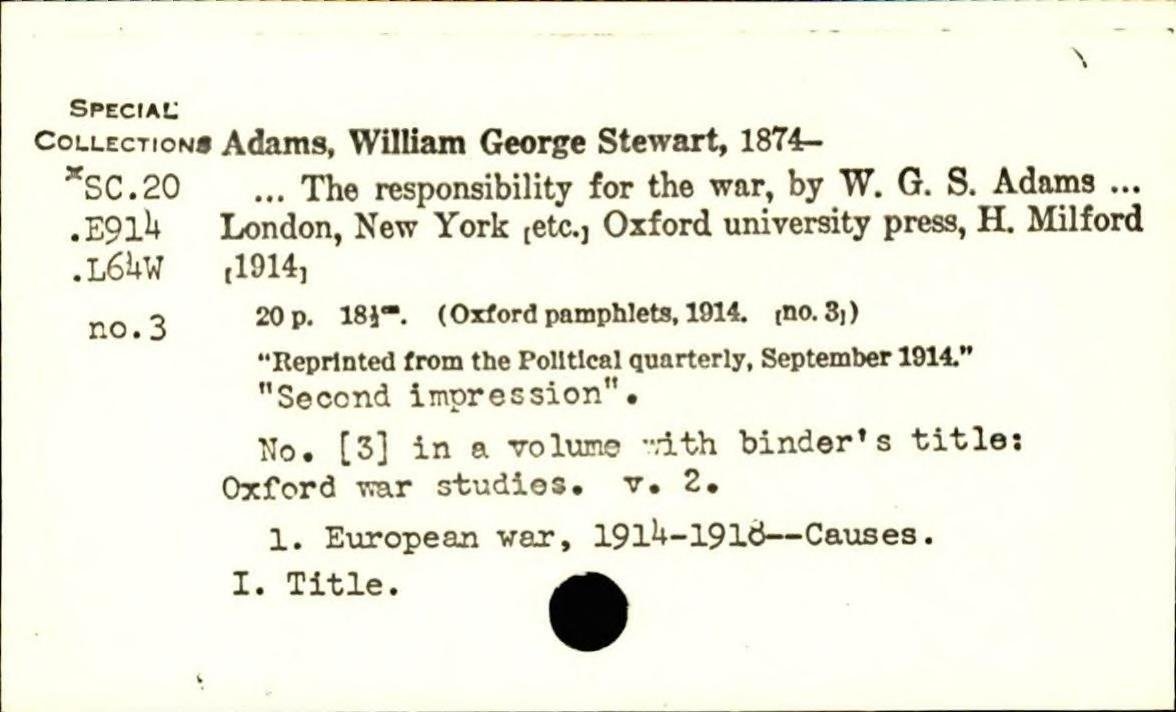 SPECIAL
COLLECTIONS Adams, William George Stewart, 1874–
*SC.20 ... The responsibility for the war, by W. G. S. Adams ...
.E914 London, New York [etc.] Oxford university press, H. Milford
.L64W [1914]
no.3 20 p. 18½ᶜᵐ. (Oxford pamphlets, 1914. [no. 3])
"Reprinted from the Political quarterly, September 1914."
"Second impression".
No. [3] in a volume with binder's title:
Oxford war studies. v. 2.
1. European war, 1914-1918--Causes.
I. Title.